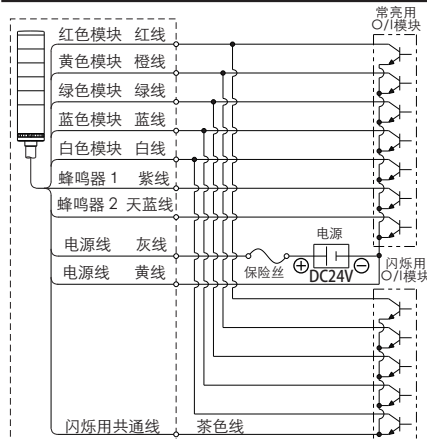 常亮用
O/I模块
红色模块 红线
黄色模块 橙线
绿色模块 绿线
蓝色模块 蓝线
白色模块 白线
蜂鸣器 1 紫线
蜂鸣器 2 天蓝线
电源线 灰线
电源
保险丝
DC24V
闪烁用
O/I模块
电源线 黄线
闪烁用共通线 茶色线